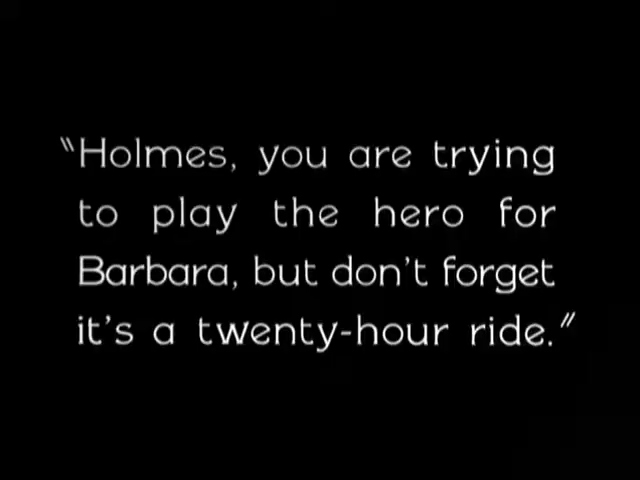 "Holmes, you are trying
to play the hero for
Barbara, but don't forget
it's a twenty-hour ride."